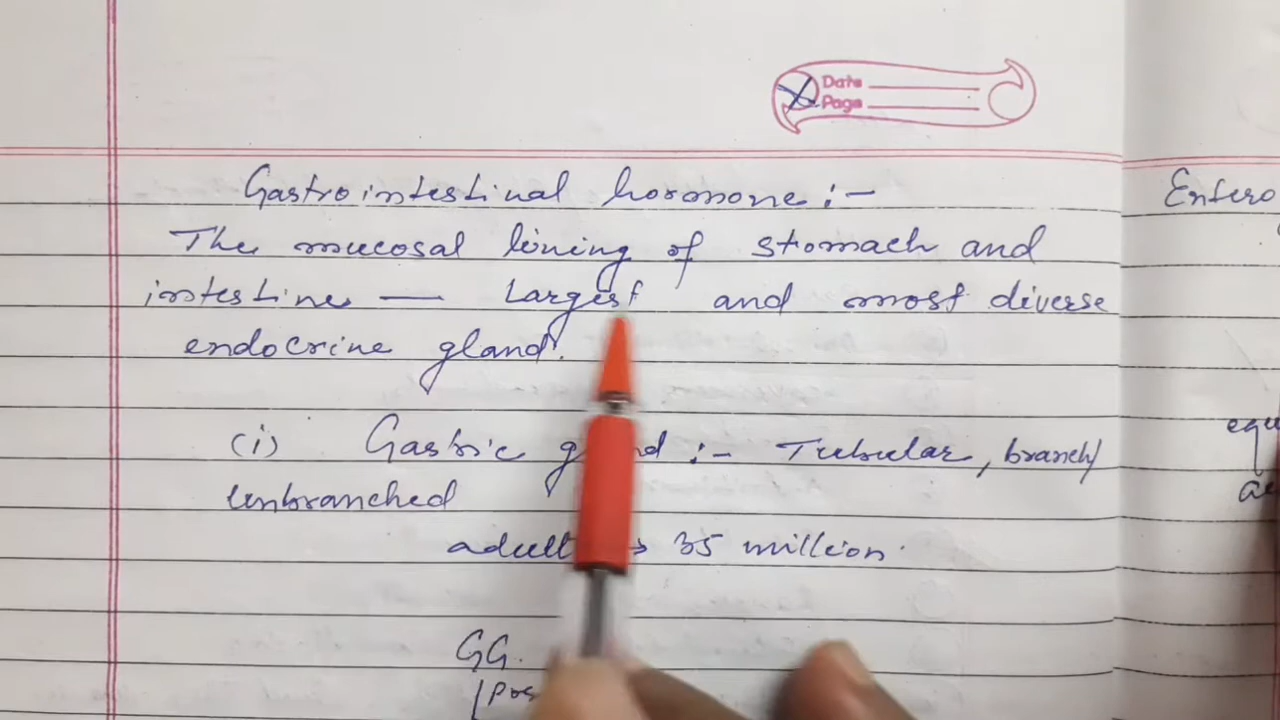 Date
Page
Gastrointestinal hormone :-
The mucosal lining of stomach and
intestine — Largest and most diverse
endocrine gland.
(i) Gastric :- Tubular, branch/
unbranched
adult → 35 million.
GG.
Entero